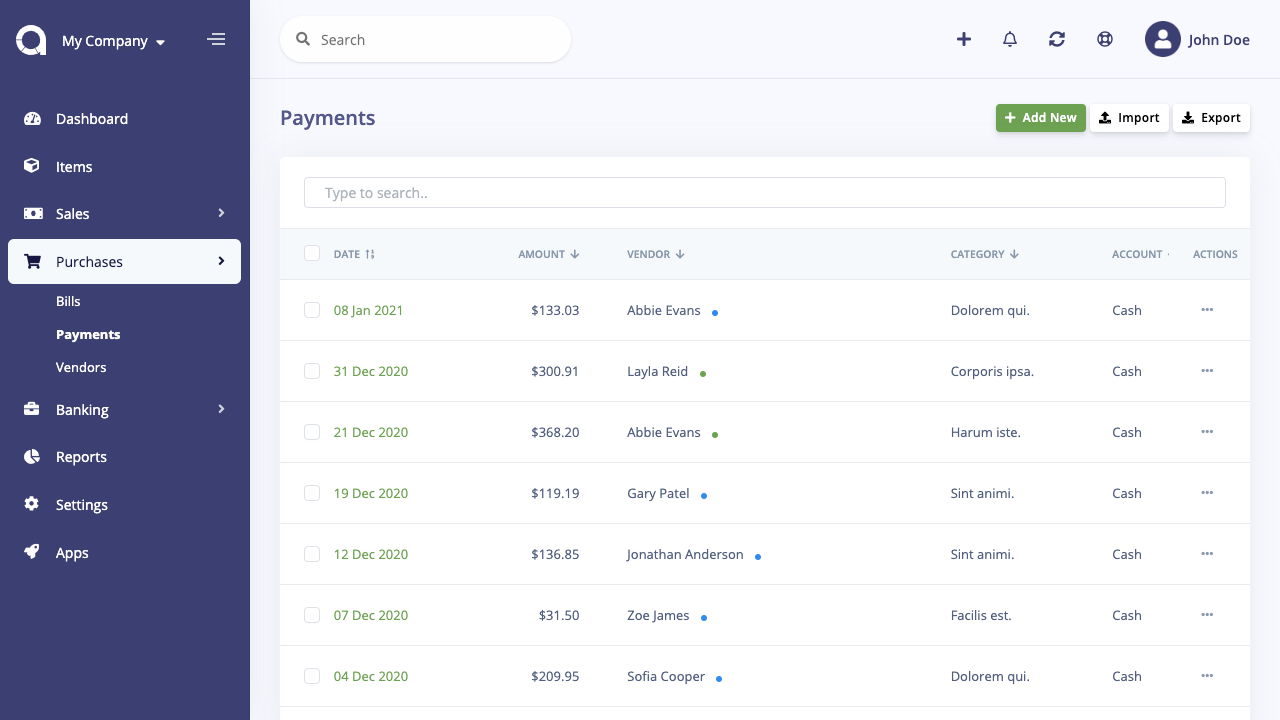 My Company
Search
John Doe
Dashboard
Items
Sales
Purchases
Bills
Payments
Vendors
Banking
Reports
Settings
Apps
Payments
Add New
Import
Export
Type to search..
DATE AMOUNT VENDOR CATEGORY ACCOUNT ACTIONS
08 Jan 2021 $133.03 Abbie Evans Dolorem qui. Cash
31 Dec 2020 $300.91 Layla Reid Corporis ipsa. Cash
21 Dec 2020 $368.20 Abbie Evans Harum iste. Cash
19 Dec 2020 $119.19 Gary Patel Sint animi. Cash
12 Dec 2020 $136.85 Jonathan Anderson Sint animi. Cash
07 Dec 2020 $31.50 Zoe James Facilis est. Cash
04 Dec 2020 $209.95 Sofia Cooper Dolorem qui. Cash